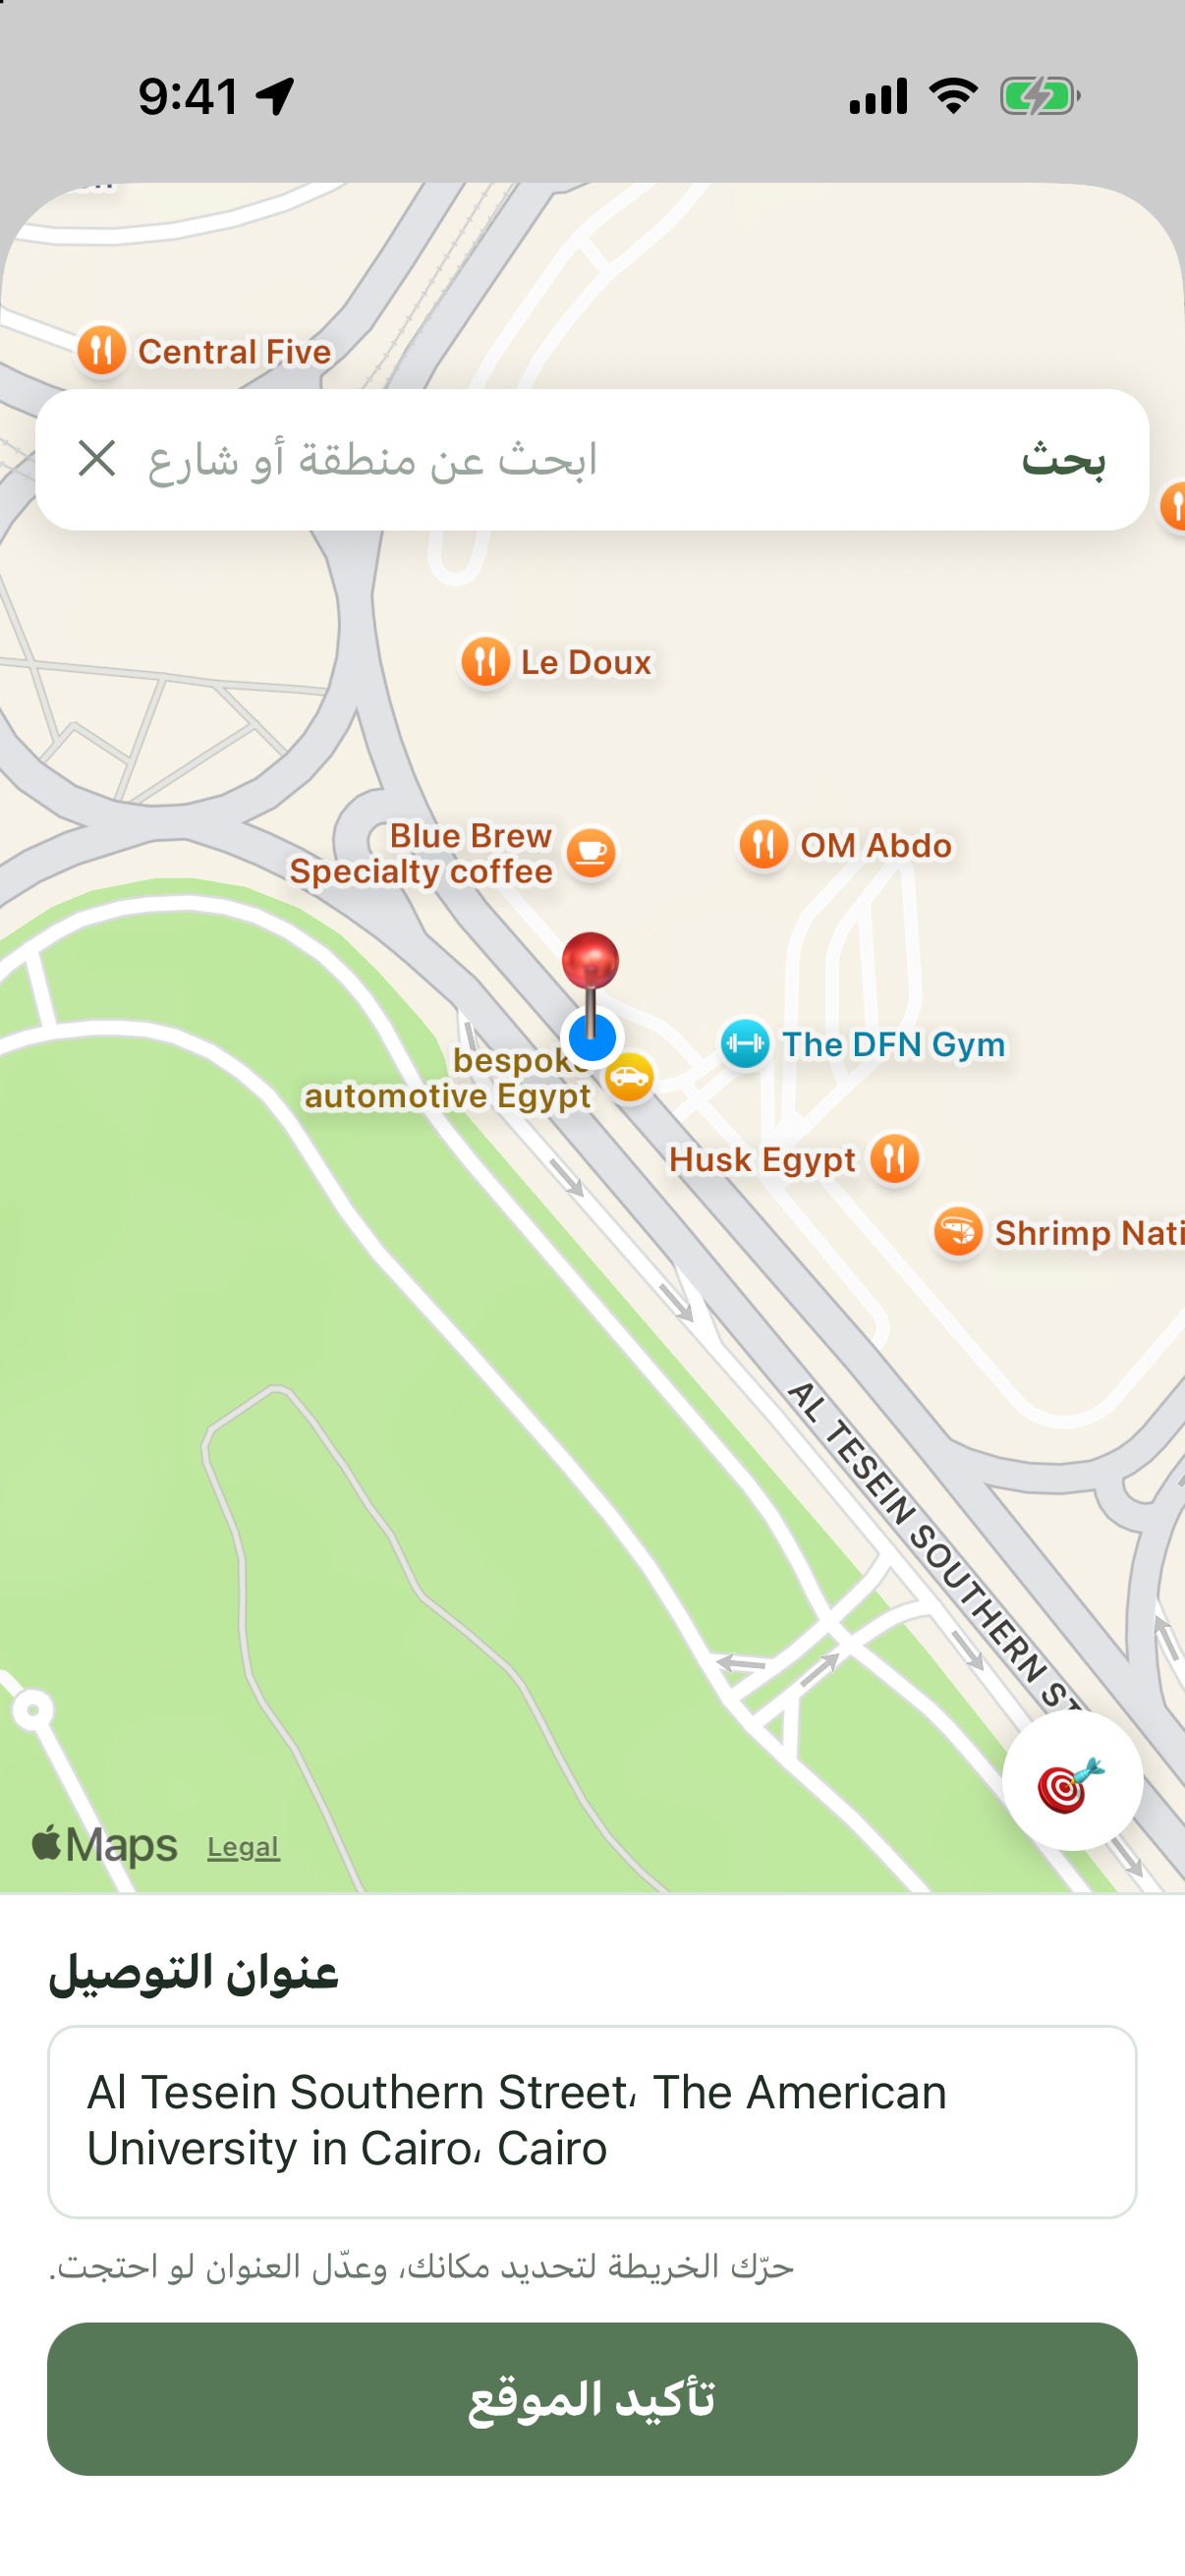 9:41
Central Five
ابحث عن منطقة أو شارع
بحث
Le Doux
Blue Brew
Specialty coffee
OM Abdo
The DFN Gym
automotive Egypt
Husk Egypt
Shrimp
AL TESEIN SOUTHERN
Maps
Legal
عنوان التوصيل
Al Tesein Southern Street، The American
University in Cairo، Cairo
حرّك الخريطة لتحديد مكانك، وعدّل العنوان لو احتجت.
تأكيد الموقع